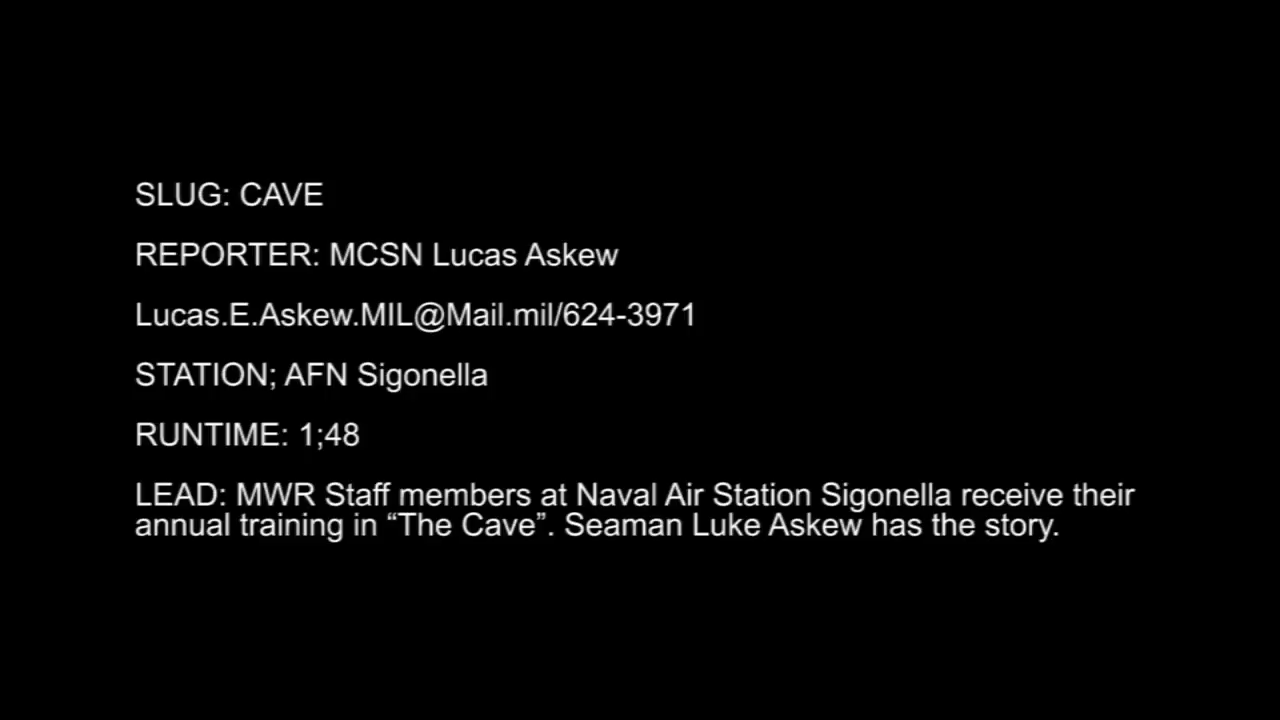 SLUG: CAVE
REPORTER: MCSN Lucas Askew
Lucas.E.Askew.MIL@Mail.mil/624-3971
STATION; AFN Sigonella
RUNTIME: 1;48
LEAD: MWR Staff members at Naval Air Station Sigonella receive their
annual training in “The Cave”. Seaman Luke Askew has the story.